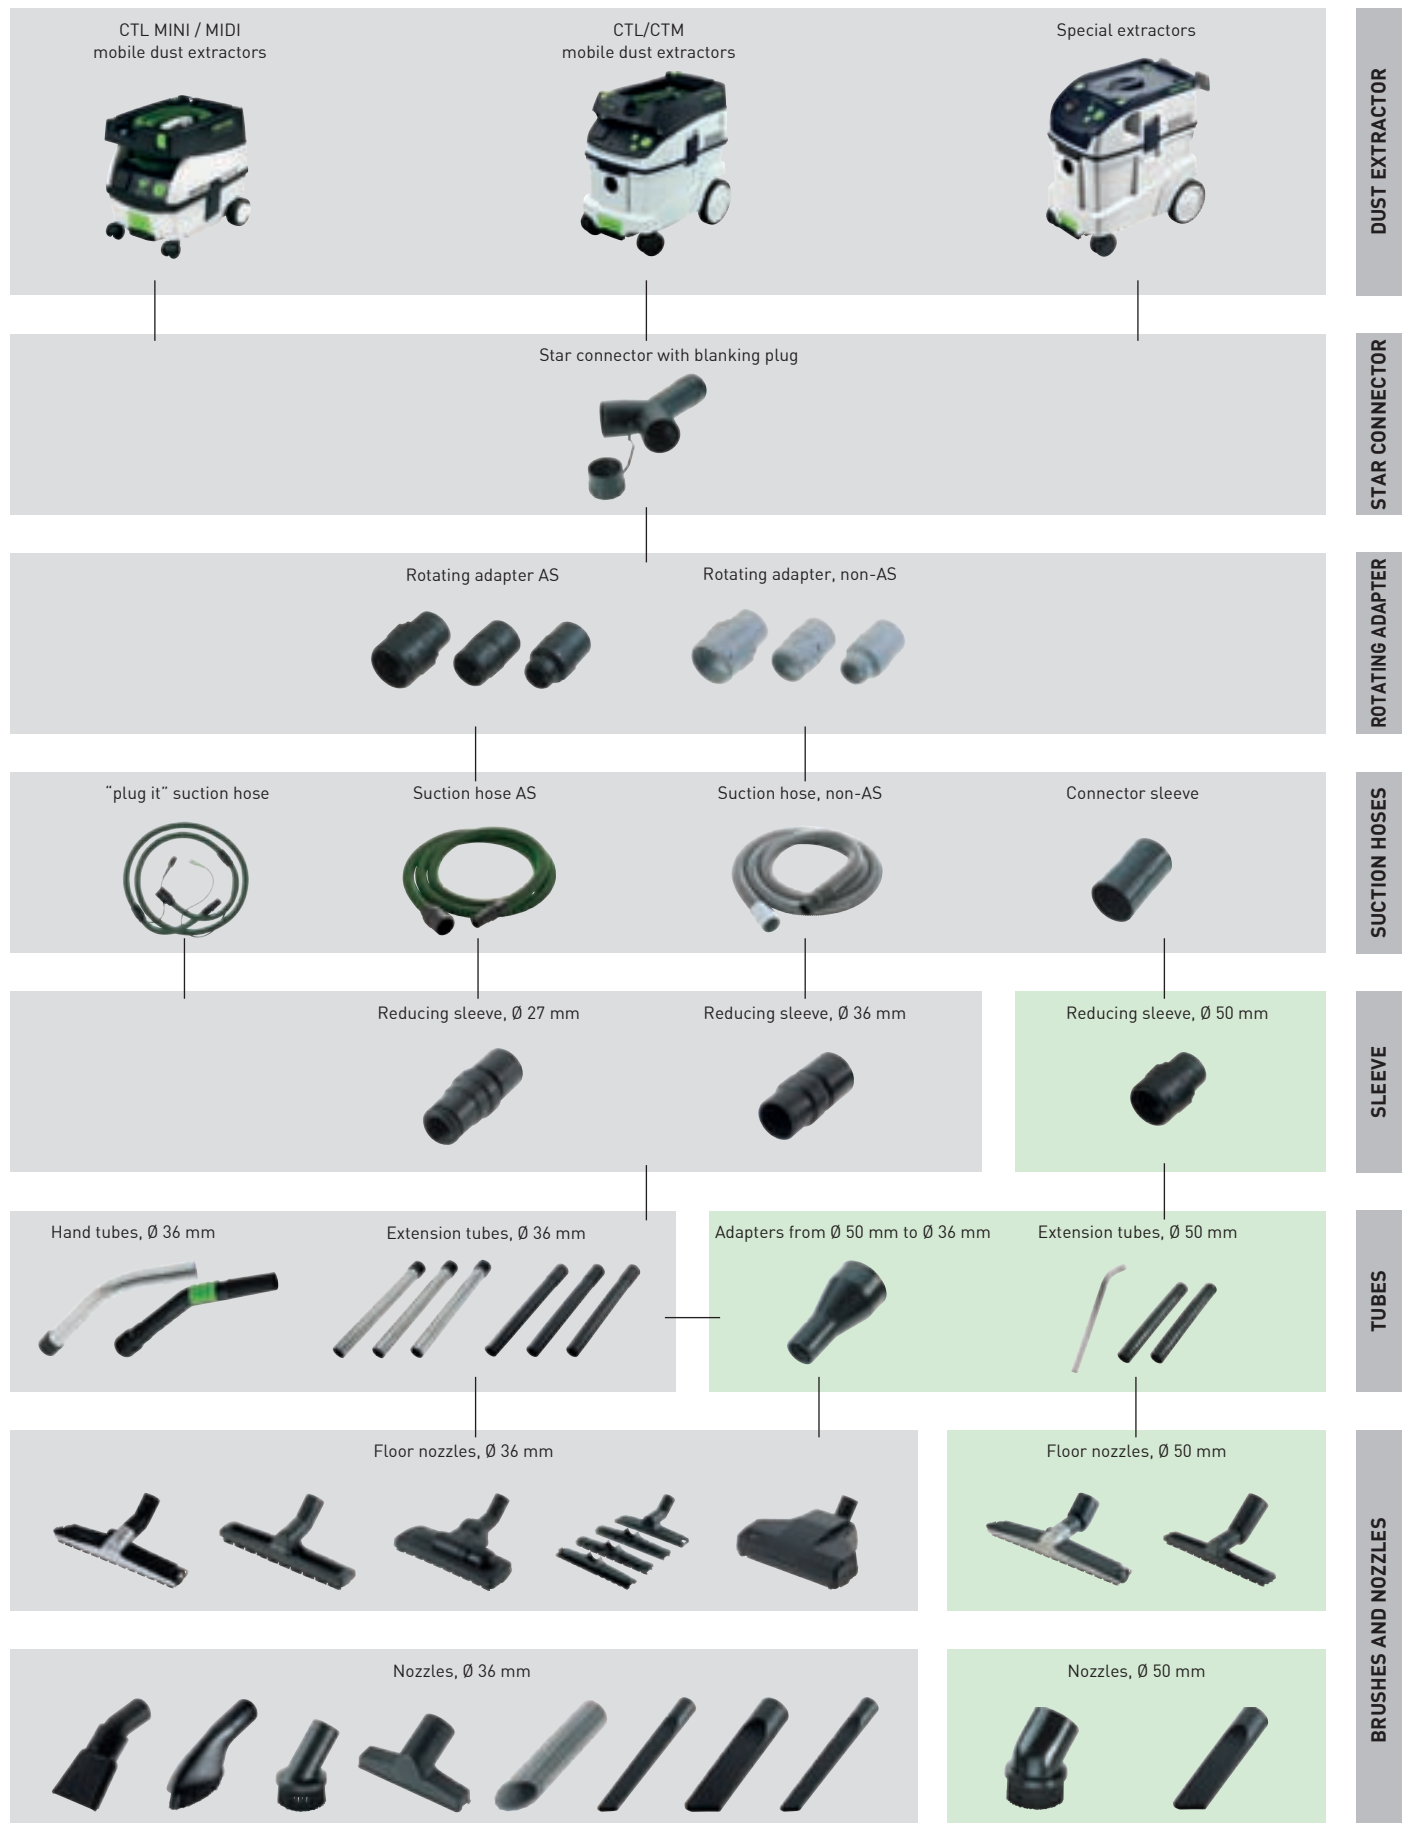 CTL MINI / MIDI
mobile dust extractors
CTL/CTM
mobile dust extractors
Special extractors
DUST EXTRACTOR
Star connector with blanking plug
STAR CONNECTOR
Rotating adapter AS
Rotating adapter, non-AS
ROTATING ADAPTER
“plug it” suction hose
Suction hose AS
Suction hose, non-AS
Connector sleeve
SUCTION HOSES
Reducing sleeve, Ø 27 mm
Reducing sleeve, Ø 36 mm
Reducing sleeve, Ø 50 mm
SLEEVE
Hand tubes, Ø 36 mm
Extension tubes, Ø 36 mm
Adapters from Ø 50 mm to Ø 36 mm
Extension tubes, Ø 50 mm
TUBES
Floor nozzles, Ø 36 mm
Floor nozzles, Ø 50 mm
Nozzles, Ø 36 mm
Nozzles, Ø 50 mm
BRUSHES AND NOZZLES